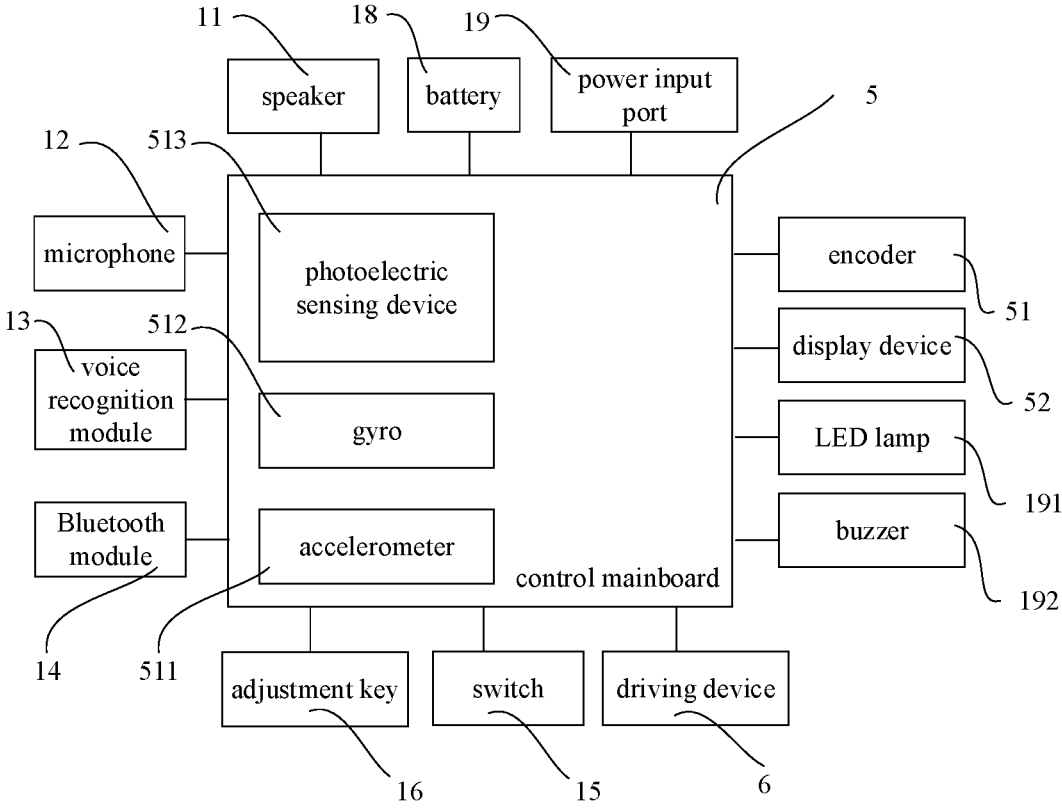 11
18
19
speaker
battery
power input
port
5
12
513
microphone
photoelectric
sensing device
encoder
51
13
512
voice
recognition
module
display device
52
gyro
LED lamp
191
Bluetooth
module
accelerometer
buzzer
control mainboard
192
14
511
adjustment key
switch
driving device
16
15
6